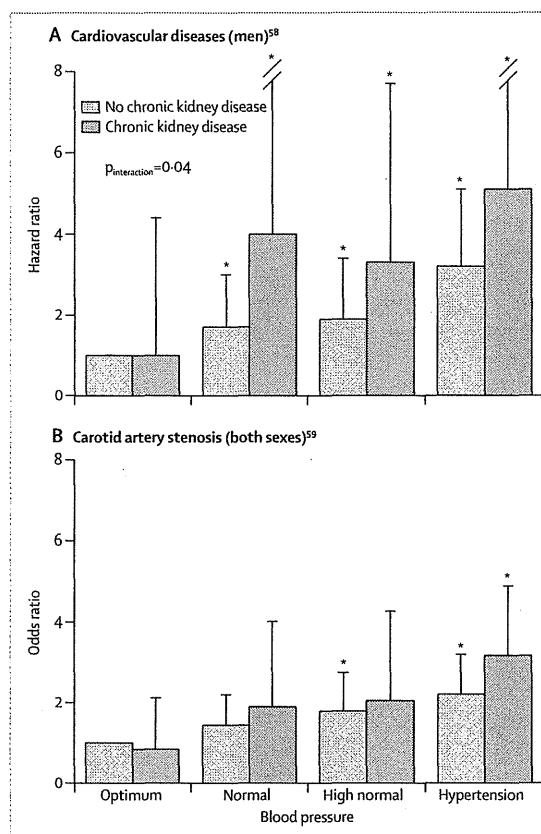 A Cardiovascular diseases (men)⁵⁸
8
6
4
2
0
Hazard ratio
No chronic kidney disease
Chronic kidney disease
pinteraction=0·04
*
*
*
*
*
*
B Carotid artery stenosis (both sexes)⁵⁹
8
6
4
2
0
Odds ratio
*
*
*
Optimum Normal High normal Hypertension
Blood pressure